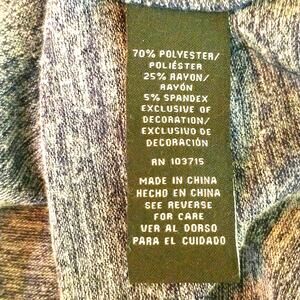 70% POLYESTER/
POLIÉSTER
25% RAYON/
RAYÓN
5% SPANDEX
EXCLUSIVE OF
DECORATION/
EXCLUSIVO DE
DECORACIÓN
RN 103715
MADE IN CHINA
HECHO EN CHINA
SEE REVERSE
FOR CARE
VER AL DORSO
PARA EL CUIDADO